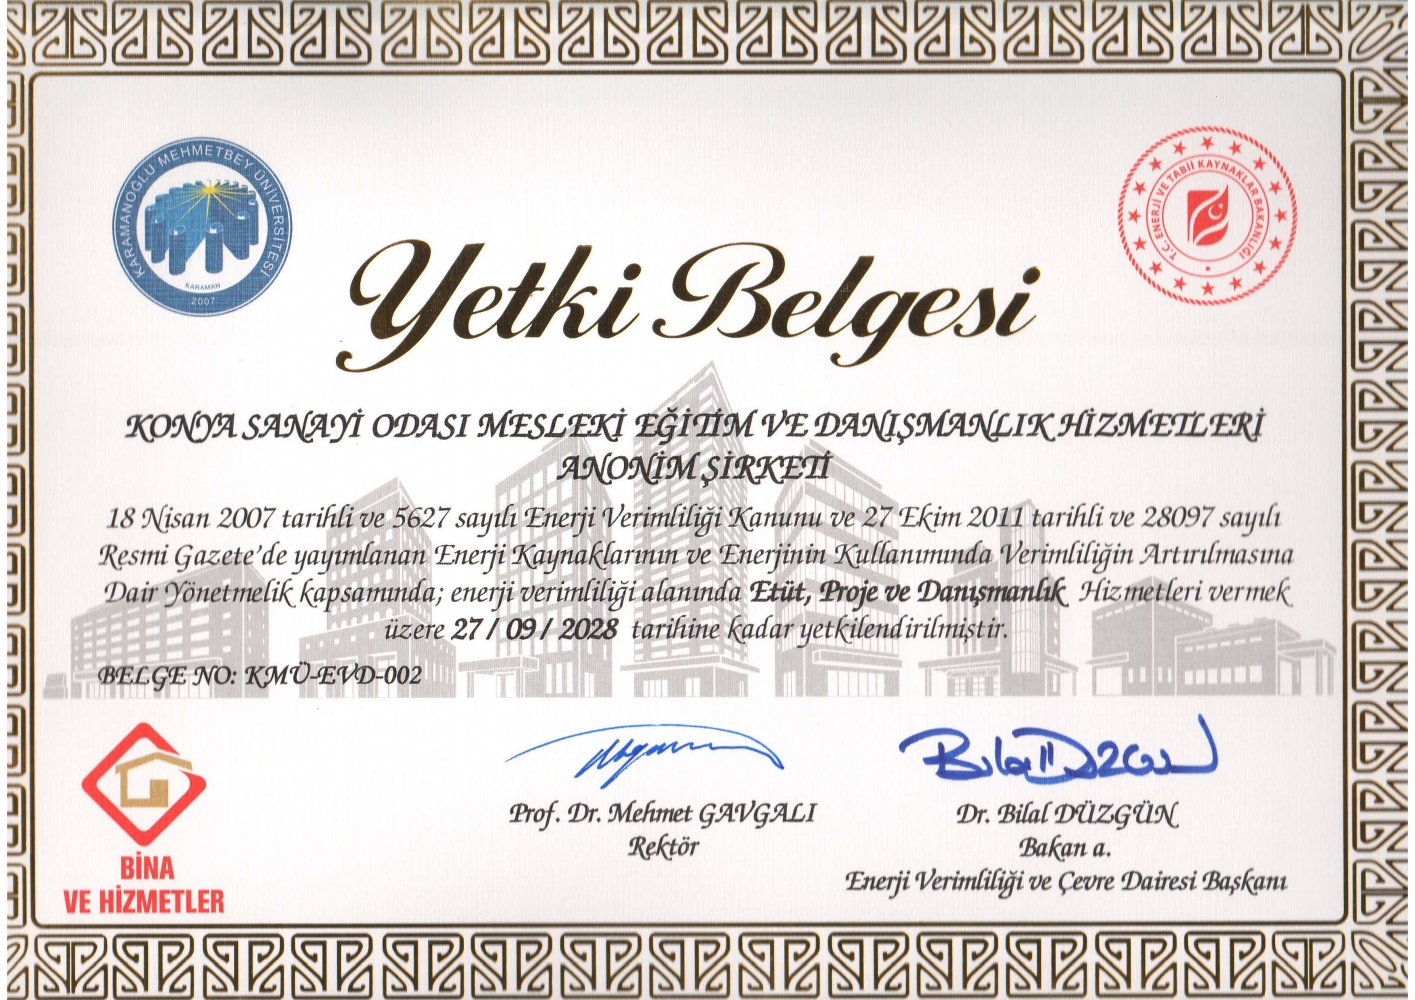 KARAMANOĞLU MEHMETBEY ÜNİVERSİTESİ
KARAMAN
2007
T.C. ENERJİ VE TABİİ KAYNAKLAR BAKANLIĞI
Yetki Belgesi
KONYA SANAYİ ODASI MESLEKİ EĞİTİM VE DANIŞMANLIK HİZMETLERİ
ANONİM ŞİRKETİ
18 Nisan 2007 tarihli ve 5627 sayılı Enerji Verimliliği Kanunu ve 27 Ekim 2011 tarihli ve 28097 sayılı
Resmi Gazete'de yayımlanan Enerji Kaynaklarının ve Enerjinin Kullanımında Verimliliğin Artırılmasına
Dair Yönetmelik kapsamında; enerji verimliliği alanında Etüt, Proje ve Danışmanlık Hizmetleri vermek
üzere 27 / 09 / 2028 tarihine kadar yetkilendirilmiştir.
BELGE NO: KMÜ-EVD-002
Bilal Düzgün
Prof. Dr. Mehmet GAVGALI
Rektör
Dr. Bilal DÜZGÜN
Bakan a.
Enerji Verimliliği ve Çevre Dairesi Başkanı
BİNA
VE HİZMETLER